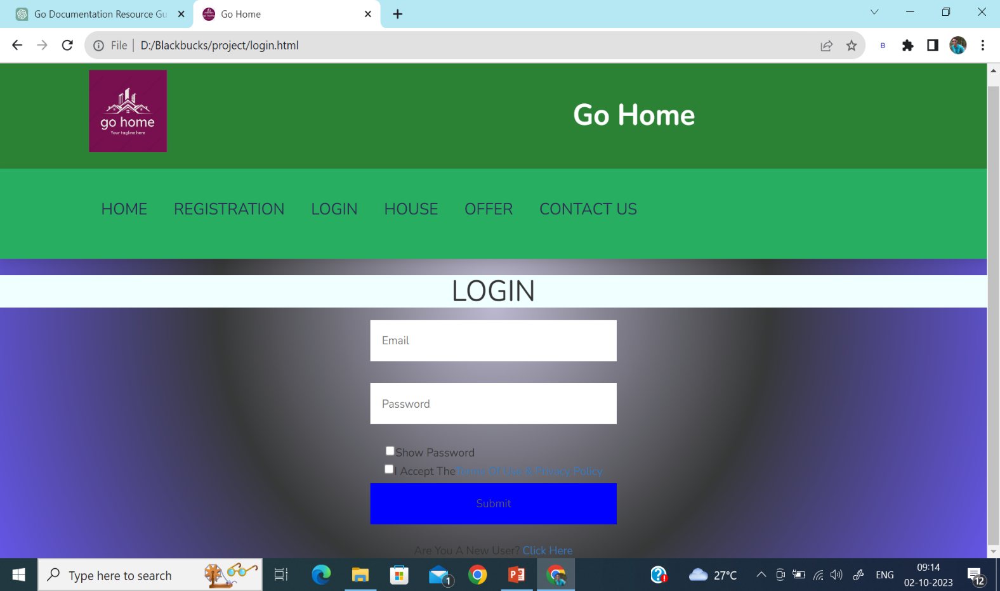 Go Documentation Resource Gu
Go Home
File
D:/Blackbucks/project/login.html
B
go home
Your tagline here
Go Home
HOME REGISTRATION LOGIN HOUSE OFFER CONTACT US
LOGIN
Email
Password
Show Password
I Accept TheTerms Of Use & Privacy Policy
Submit
Are You A New User? Click Here
Type here to search
1
27°C
ENG
09:14
02-10-2023
12